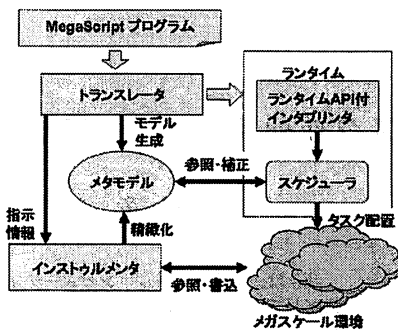 MegaScript プログラム
ランタイム
トランスレータ
ランタイムAPI付
インタプリンタ
モデル
生成
参照・補正
メタモデル
スケジューラ
指示
情報
精緻化
タスク配置
インストゥルメンタ
参照・書込
メガスケール環境